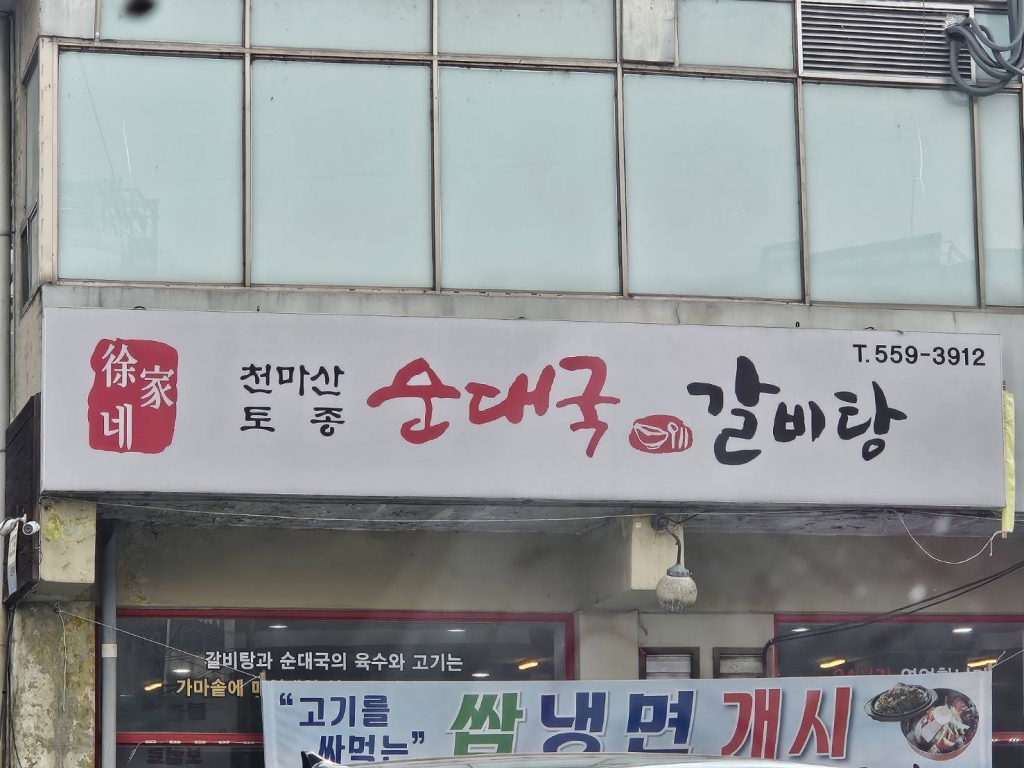 徐家네
천마산
토종
순대국 갈비탕
T. 559-3912
갈비탕과 순대국의 육수와 고기는
가마솥에
"고기를
싸먹는"
쌈냉면 개시